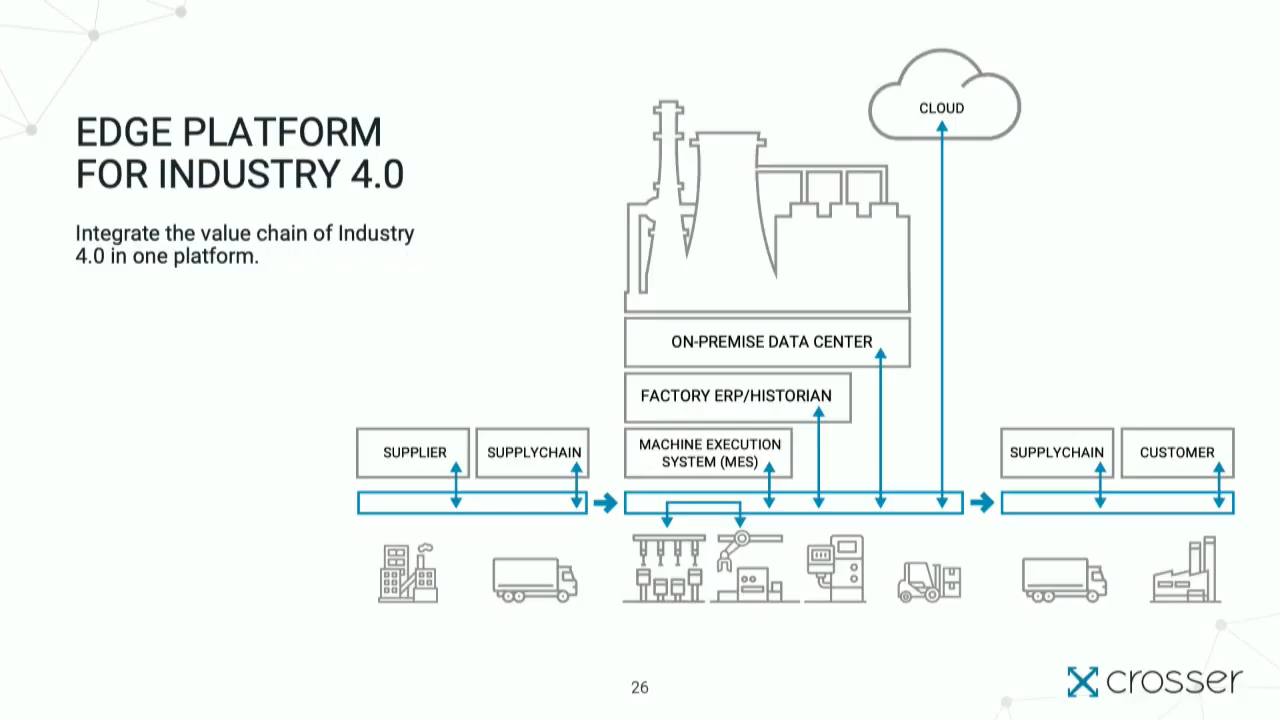 EDGE PLATFORM
FOR INDUSTRY 4.0
Integrate the value chain of Industry
4.0 in one platform.
CLOUD
ON-PREMISE DATA CENTER
FACTORY ERP/HISTORIAN
SUPPLIER
SUPPLYCHAIN
MACHINE EXECUTION
SYSTEM (MES)
SUPPLYCHAIN
CUSTOMER
26
crosser